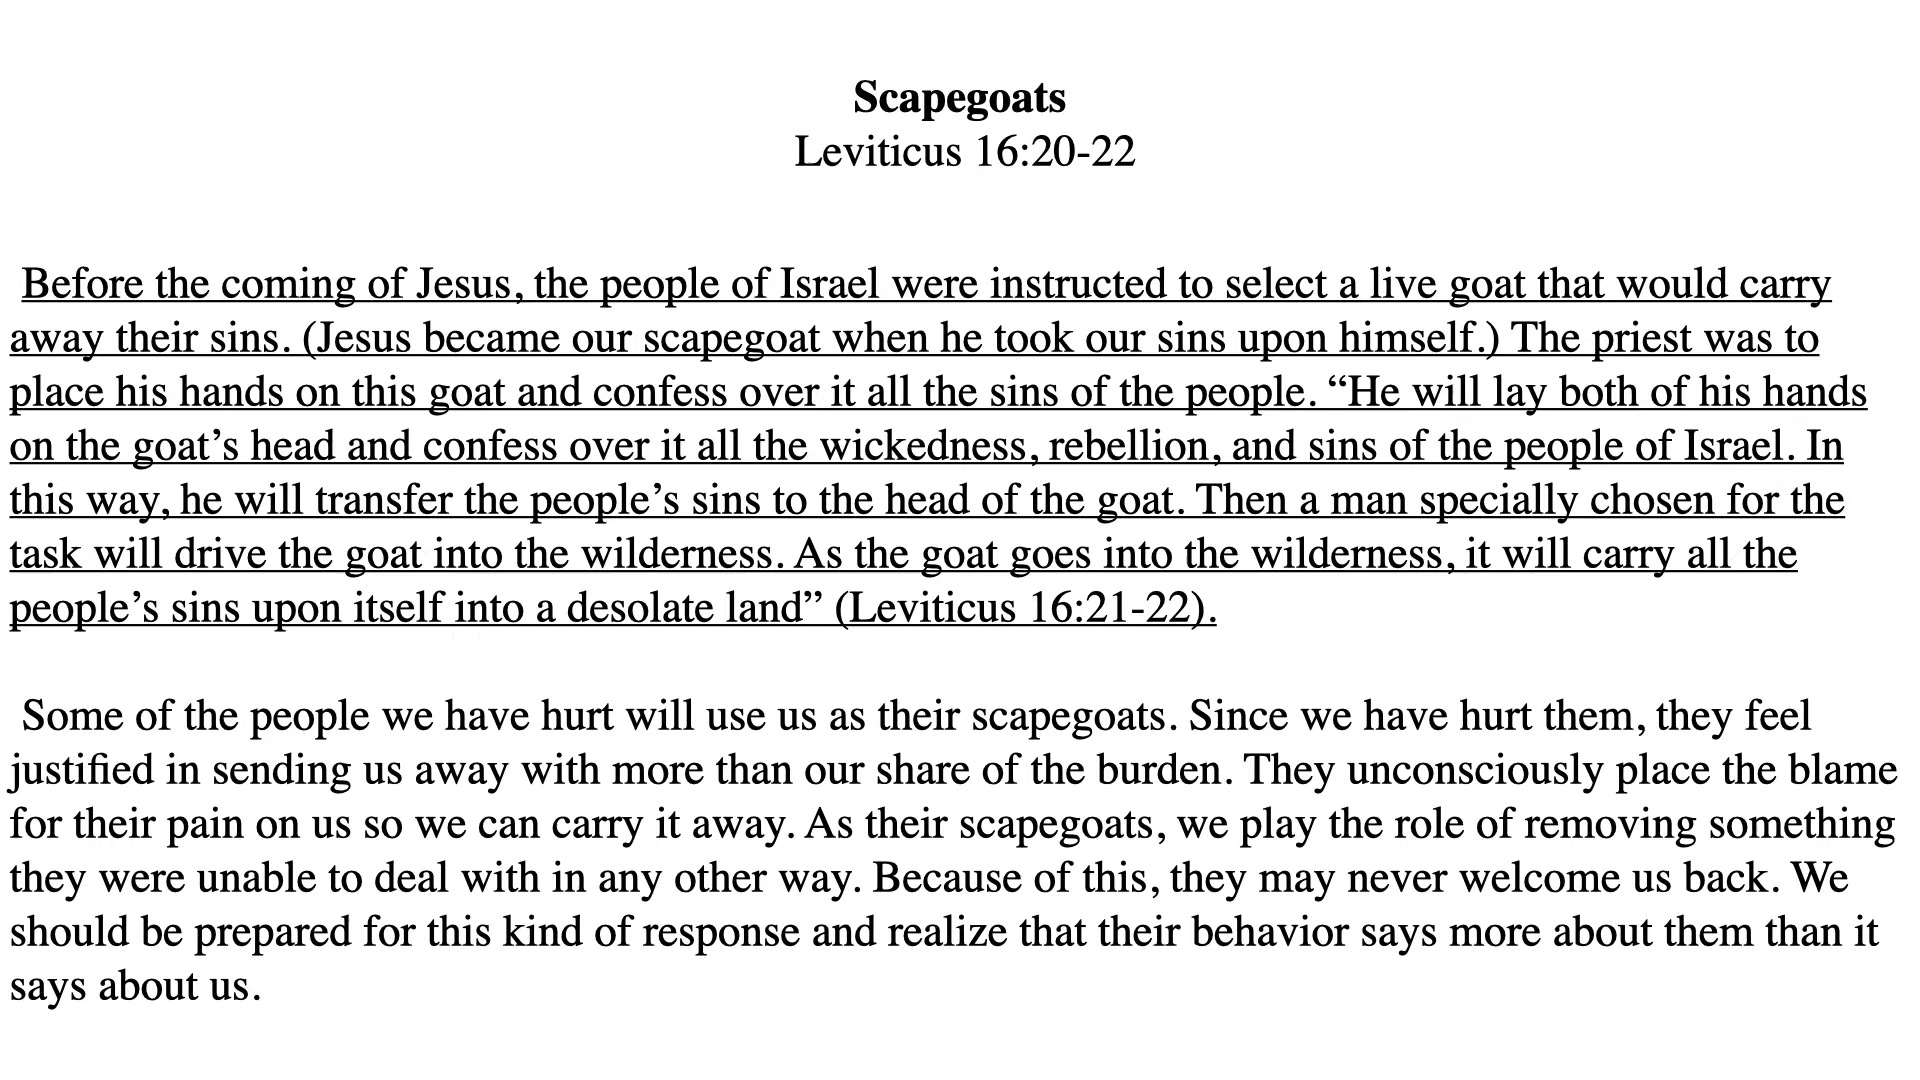 Scapegoats
Leviticus 16:20-22
Before the coming of Jesus, the people of Israel were instructed to select a live goat that would carry
away their sins. (Jesus became our scapegoat when he took our sins upon himself.) The priest was to
place his hands on this goat and confess over it all the sins of the people. “He will lay both of his hands
on the goat’s head and confess over it all the wickedness, rebellion, and sins of the people of Israel. In
this way, he will transfer the people’s sins to the head of the goat. Then a man specially chosen for the
task will drive the goat into the wilderness. As the goat goes into the wilderness, it will carry all the
people’s sins upon itself into a desolate land” (Leviticus 16:21-22).
Some of the people we have hurt will use us as their scapegoats. Since we have hurt them, they feel
justified in sending us away with more than our share of the burden. They unconsciously place the blame
for their pain on us so we can carry it away. As their scapegoats, we play the role of removing something
they were unable to deal with in any other way. Because of this, they may never welcome us back. We
should be prepared for this kind of response and realize that their behavior says more about them than it
says about us.